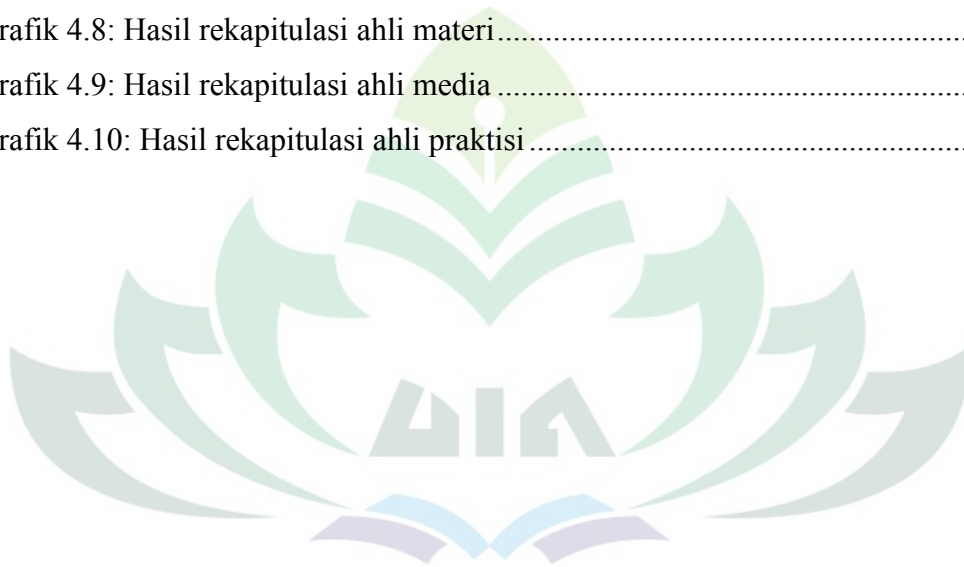 rafik 4.8: Hasil rekapitulasi ahli materi................................................................
rafik 4.9: Hasil rekapitulasi ahli media................................................................
rafik 4.10: Hasil rekapitulasi ahli praktisi............................................................
UIN